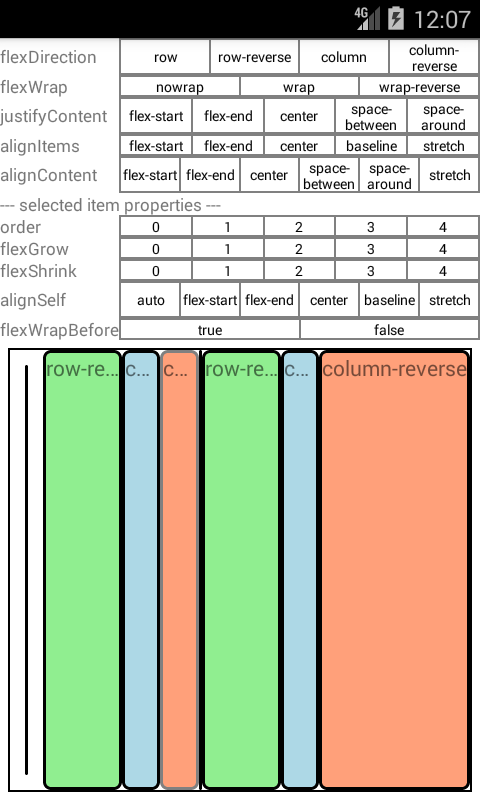 4G 12:07
flexDirection row row-reverse column column-
reverse
flexWrap nowrap wrap wrap-reverse
justifyContent flex-start flex-end center space-
between space-
around
alignItems flex-start flex-end center baseline stretch
alignContent flex-start flex-end center space-
between space-
around stretch
--- selected item properties ---
order 0 1 2 3 4
flexGrow 0 1 2 3 4
flexShrink 0 1 2 3 4
alignSelf auto flex-start flex-end center baseline stretch
flexWrapBefore true false
row-re... c... c... row-re... c... column-reverse